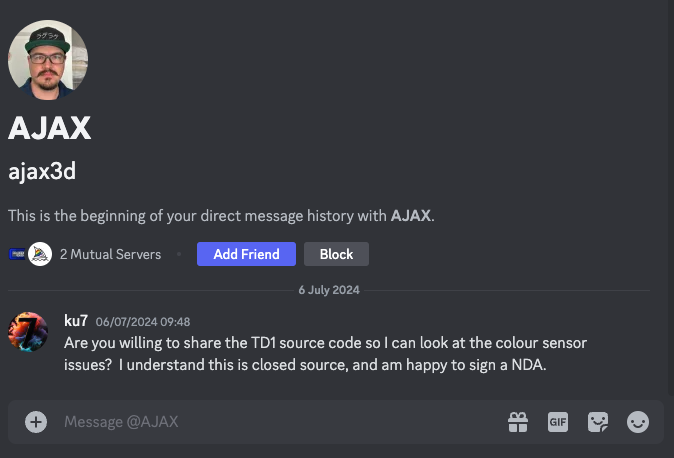 AJAX
ajax3d
This is the beginning of your direct message history with AJAX.
2 Mutual Servers
Add Friend
Block
6 July 2024
ku7 06/07/2024 09:48
Are you willing to share the TD1 source code so I can look at the colour sensor
issues? I understand this is closed source, and am happy to sign a NDA.
Message @AJAX
GIF